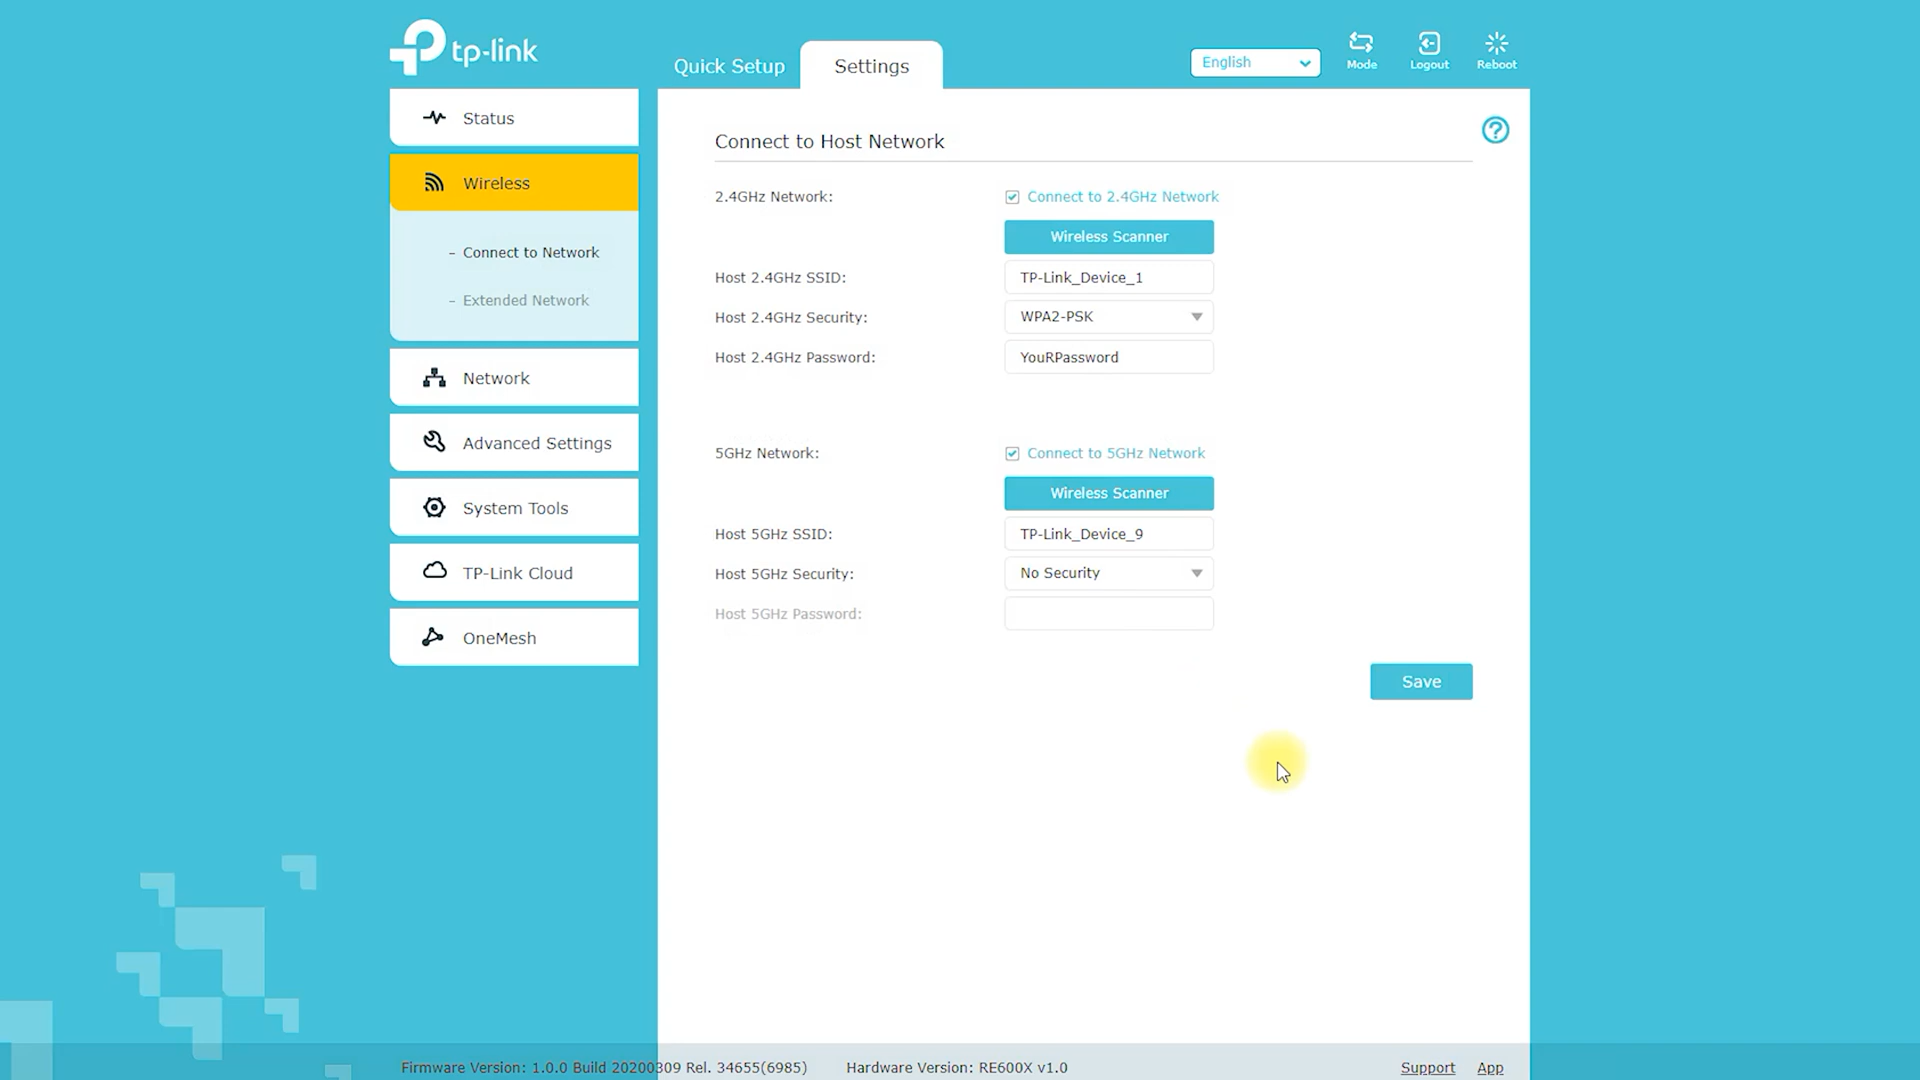 tp-link
Quick Setup
Settings
English
Mode
Logout
Reboot
Status
Wireless
– Connect to Network
– Extended Network
Network
Advanced Settings
System Tools
TP-Link Cloud
OneMesh
Connect to Host Network
2.4GHz Network: Connect to 2.4GHz Network
Wireless Scanner
Host 2.4GHz SSID: TP-Link_Device_1
Host 2.4GHz Security: WPA2-PSK
Host 2.4GHz Password: YouRPassword
5GHz Network: Connect to 5GHz Network
Wireless Scanner
Host 5GHz SSID: TP-Link_Device_9
Host 5GHz Security: No Security
Host 5GHz Password:
Save
Firmware Version: 1.0.0 Build 20200309 Rel. 34655(6985) Hardware Version: RE600X v1.0 Support App